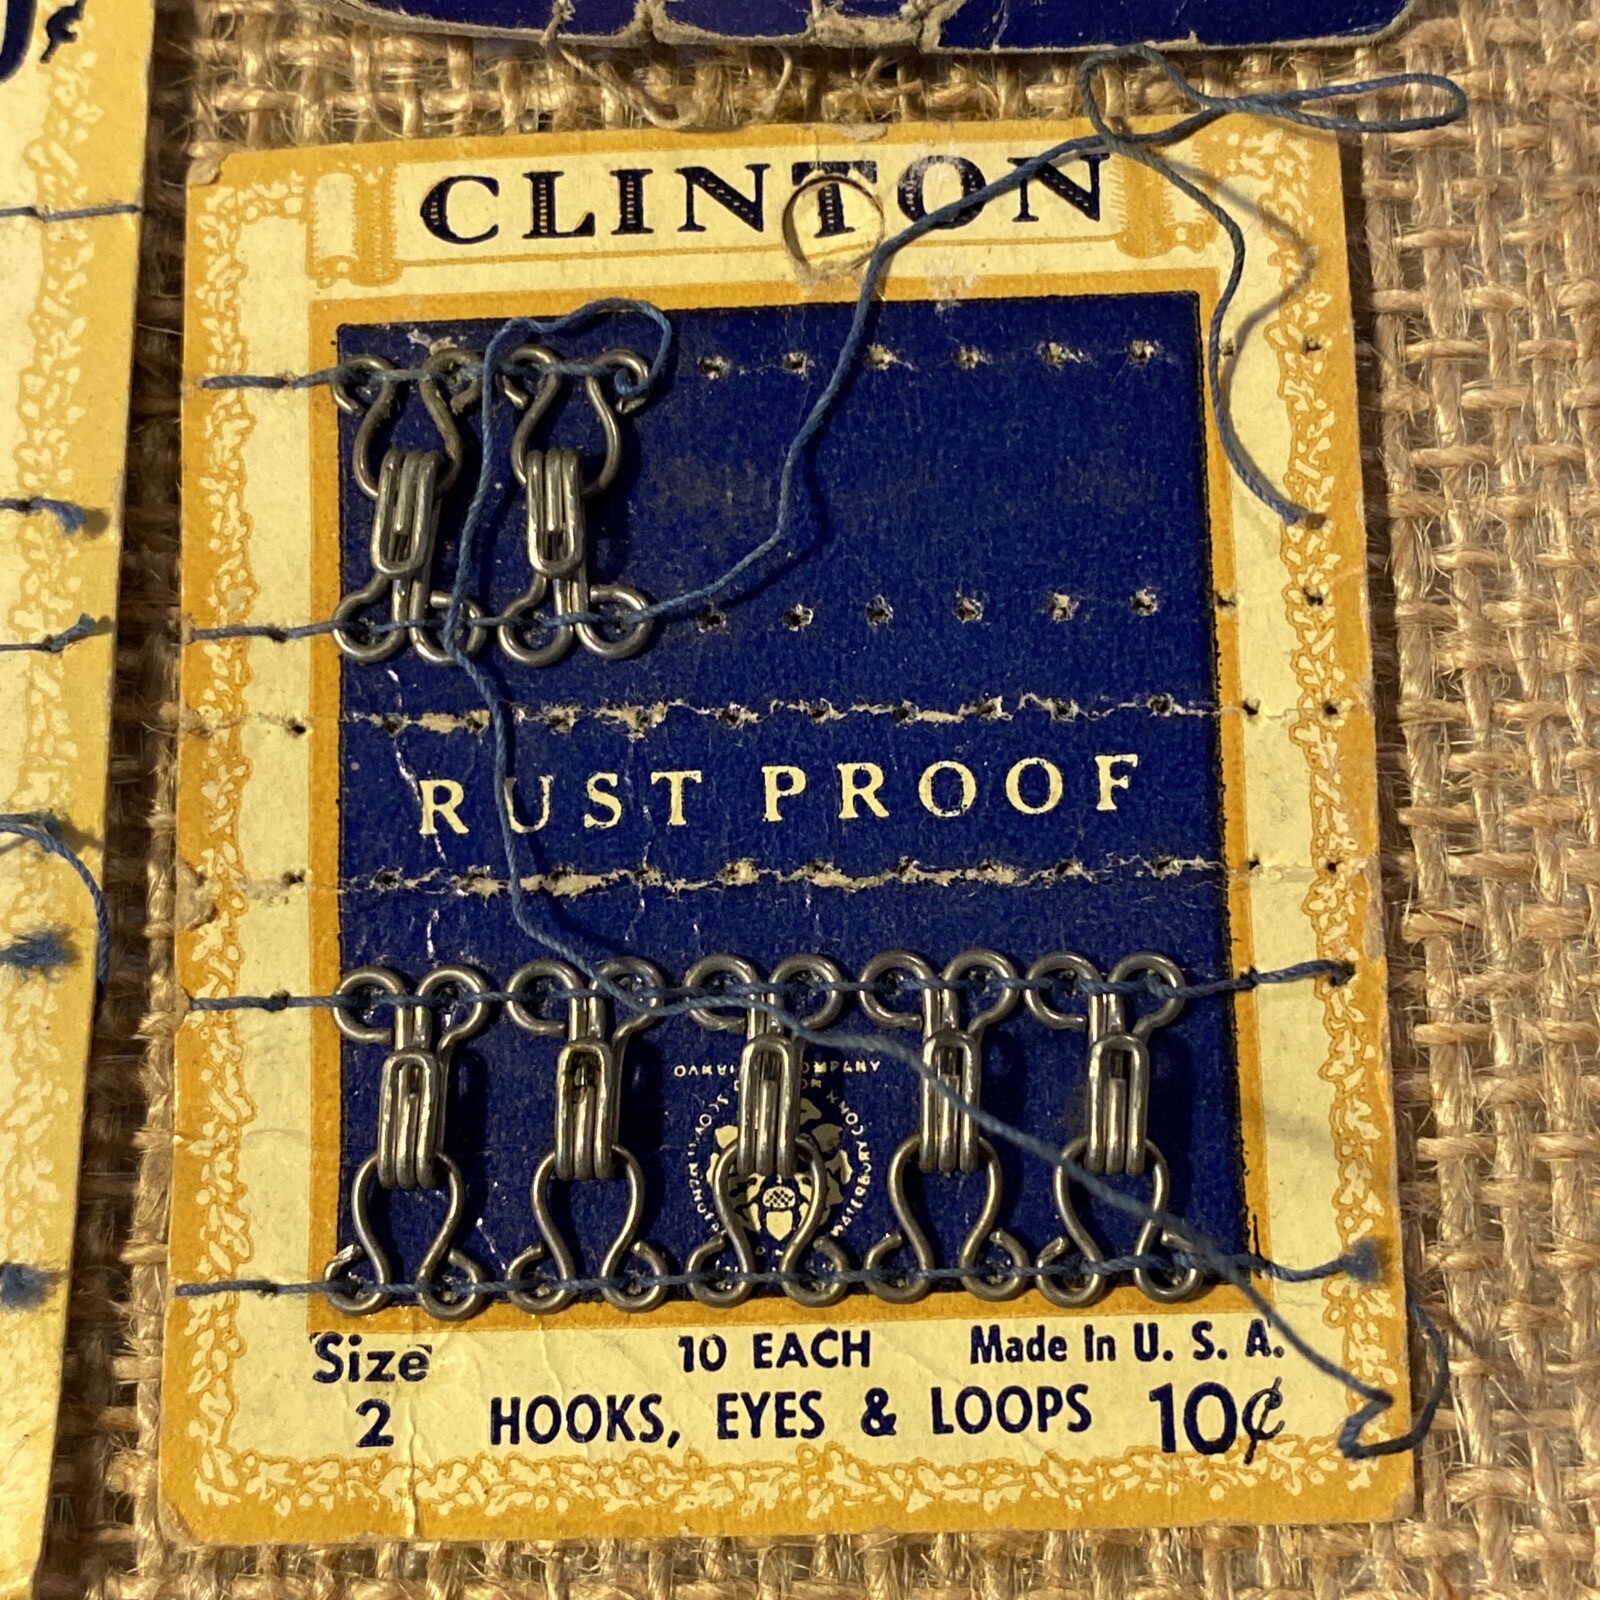 CLINTON
RUST PROOF
Size
2
10 EACH
HOOKS, EYES & LOOPS
Made In U. S. A.
10¢